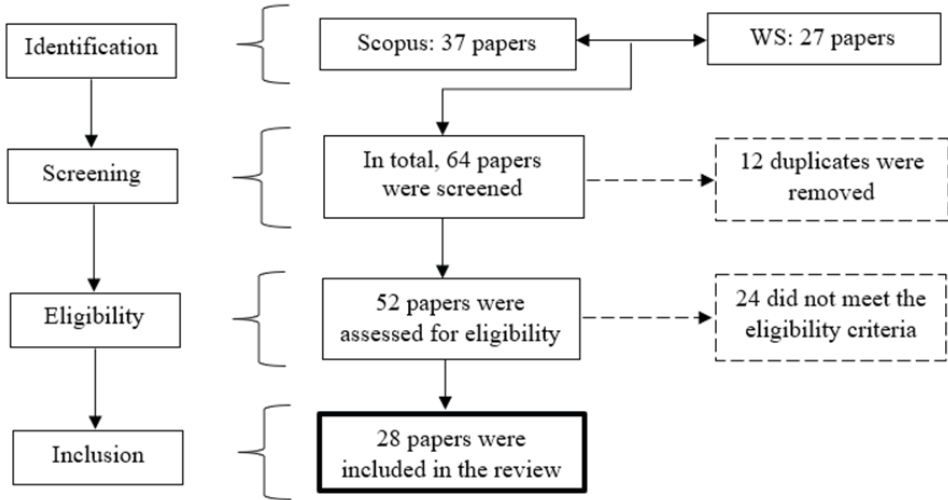 Identification
Scopus: 37 papers
WS: 27 papers
Screening
In total, 64 papers
were screened
12 duplicates were
removed
Eligibility
52 papers were
assessed for eligibility
24 did not meet the
eligibility criteria
Inclusion
28 papers were
included in the review